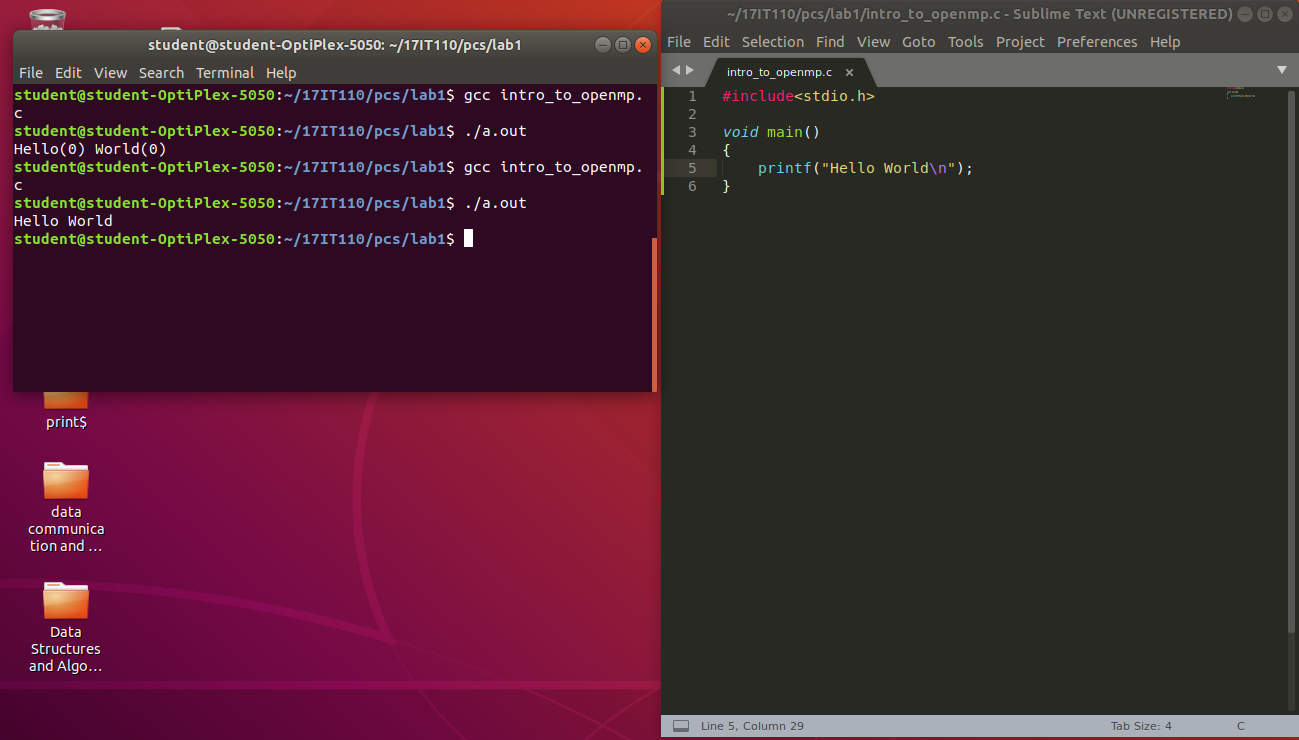 student@student-OptiPlex-5050: ~/17IT110/pcs/lab1
File Edit View Search Terminal Help
student@student-OptiPlex-5050:~/17IT110/pcs/lab1$ gcc intro_to_openmp.
c
student@student-OptiPlex-5050:~/17IT110/pcs/lab1$ ./a.out
Hello(0) World(0)
student@student-OptiPlex-5050:~/17IT110/pcs/lab1$ gcc intro_to_openmp.
c
student@student-OptiPlex-5050:~/17IT110/pcs/lab1$ ./a.out
Hello World
student@student-OptiPlex-5050:~/17IT110/pcs/lab1$
print$
data
communica
tion and ...
Data
Structures
and Algo...
~/17IT110/pcs/lab1/intro_to_openmp.c - Sublime Text (UNREGISTERED)
File Edit Selection Find View Goto Tools Project Preferences Help
intro_to_openmp.c ×
1 #include<stdio.h>
2
3 void main()
4 {
5 printf("Hello World\n");
6 }
Line 5, Column 29 Tab Size: 4 C